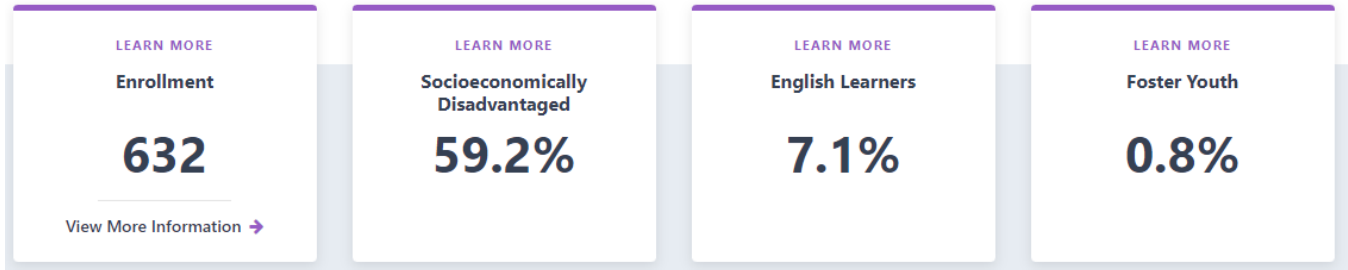 LEARN MORE
Enrollment
632
View More Information
LEARN MORE
Socioeconomically
Disadvantaged
59.2%
LEARN MORE
English Learners
7.1%
LEARN MORE
Foster Youth
0.8%